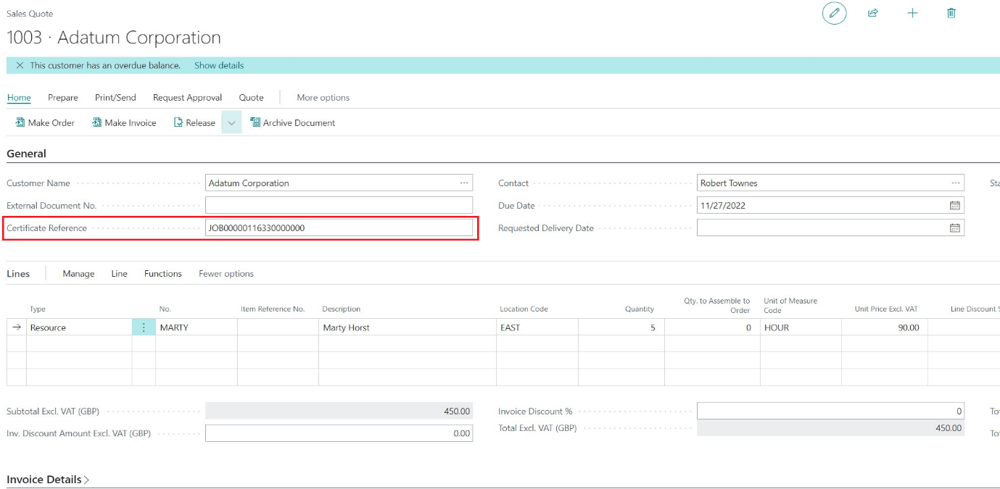 Sales Quote
1003 · Adatum Corporation
This customer has an overdue balance. Show details
Home Prepare Print/Send Request Approval Quote More options
Make Order Make Invoice Release Archive Document
General
Customer Name Adatum Corporation Contact Robert Townes Sta
External Document No. Due Date 11/27/2022
Certificate Reference JOB00000116330000000 Requested Delivery Date
Lines Manage Line Functions Fewer options
Type No. Item Reference No. Description Location Code Quantity Qty. to Assemble to Order Unit of Measure Code Unit Price Excl. VAT Line Discount %
Resource MARTY Marty Horst EAST 5 0 HOUR 90.00
Subtotal Excl. VAT (GBP) 450.00 Invoice Discount % 0 Tot
Inv. Discount Amount Excl. VAT (GBP) 0.00 Total Excl. VAT (GBP) 450.00 Tot
Invoice Details